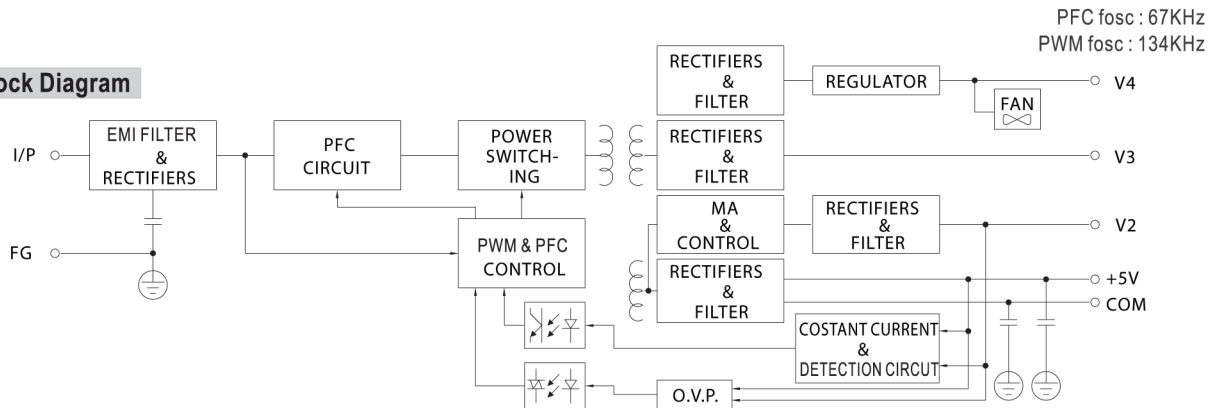 PFC fosc : 67KHz
PWM fosc : 134KHz
ock Diagram
I/P
EMI FILTER
&
RECTIFIERS
FG
PFC
CIRCUIT
POWER
SWITCH-
ING
PWM & PFC
CONTROL
RECTIFIERS
&
FILTER
REGULATOR
FAN
V4
RECTIFIERS
&
FILTER
V3
MA
&
CONTROL
RECTIFIERS
&
FILTER
V2
RECTIFIERS
&
FILTER
+5V
COM
COSTANT CURRENT
&
DETECTION CIRCUT
O.V.P.